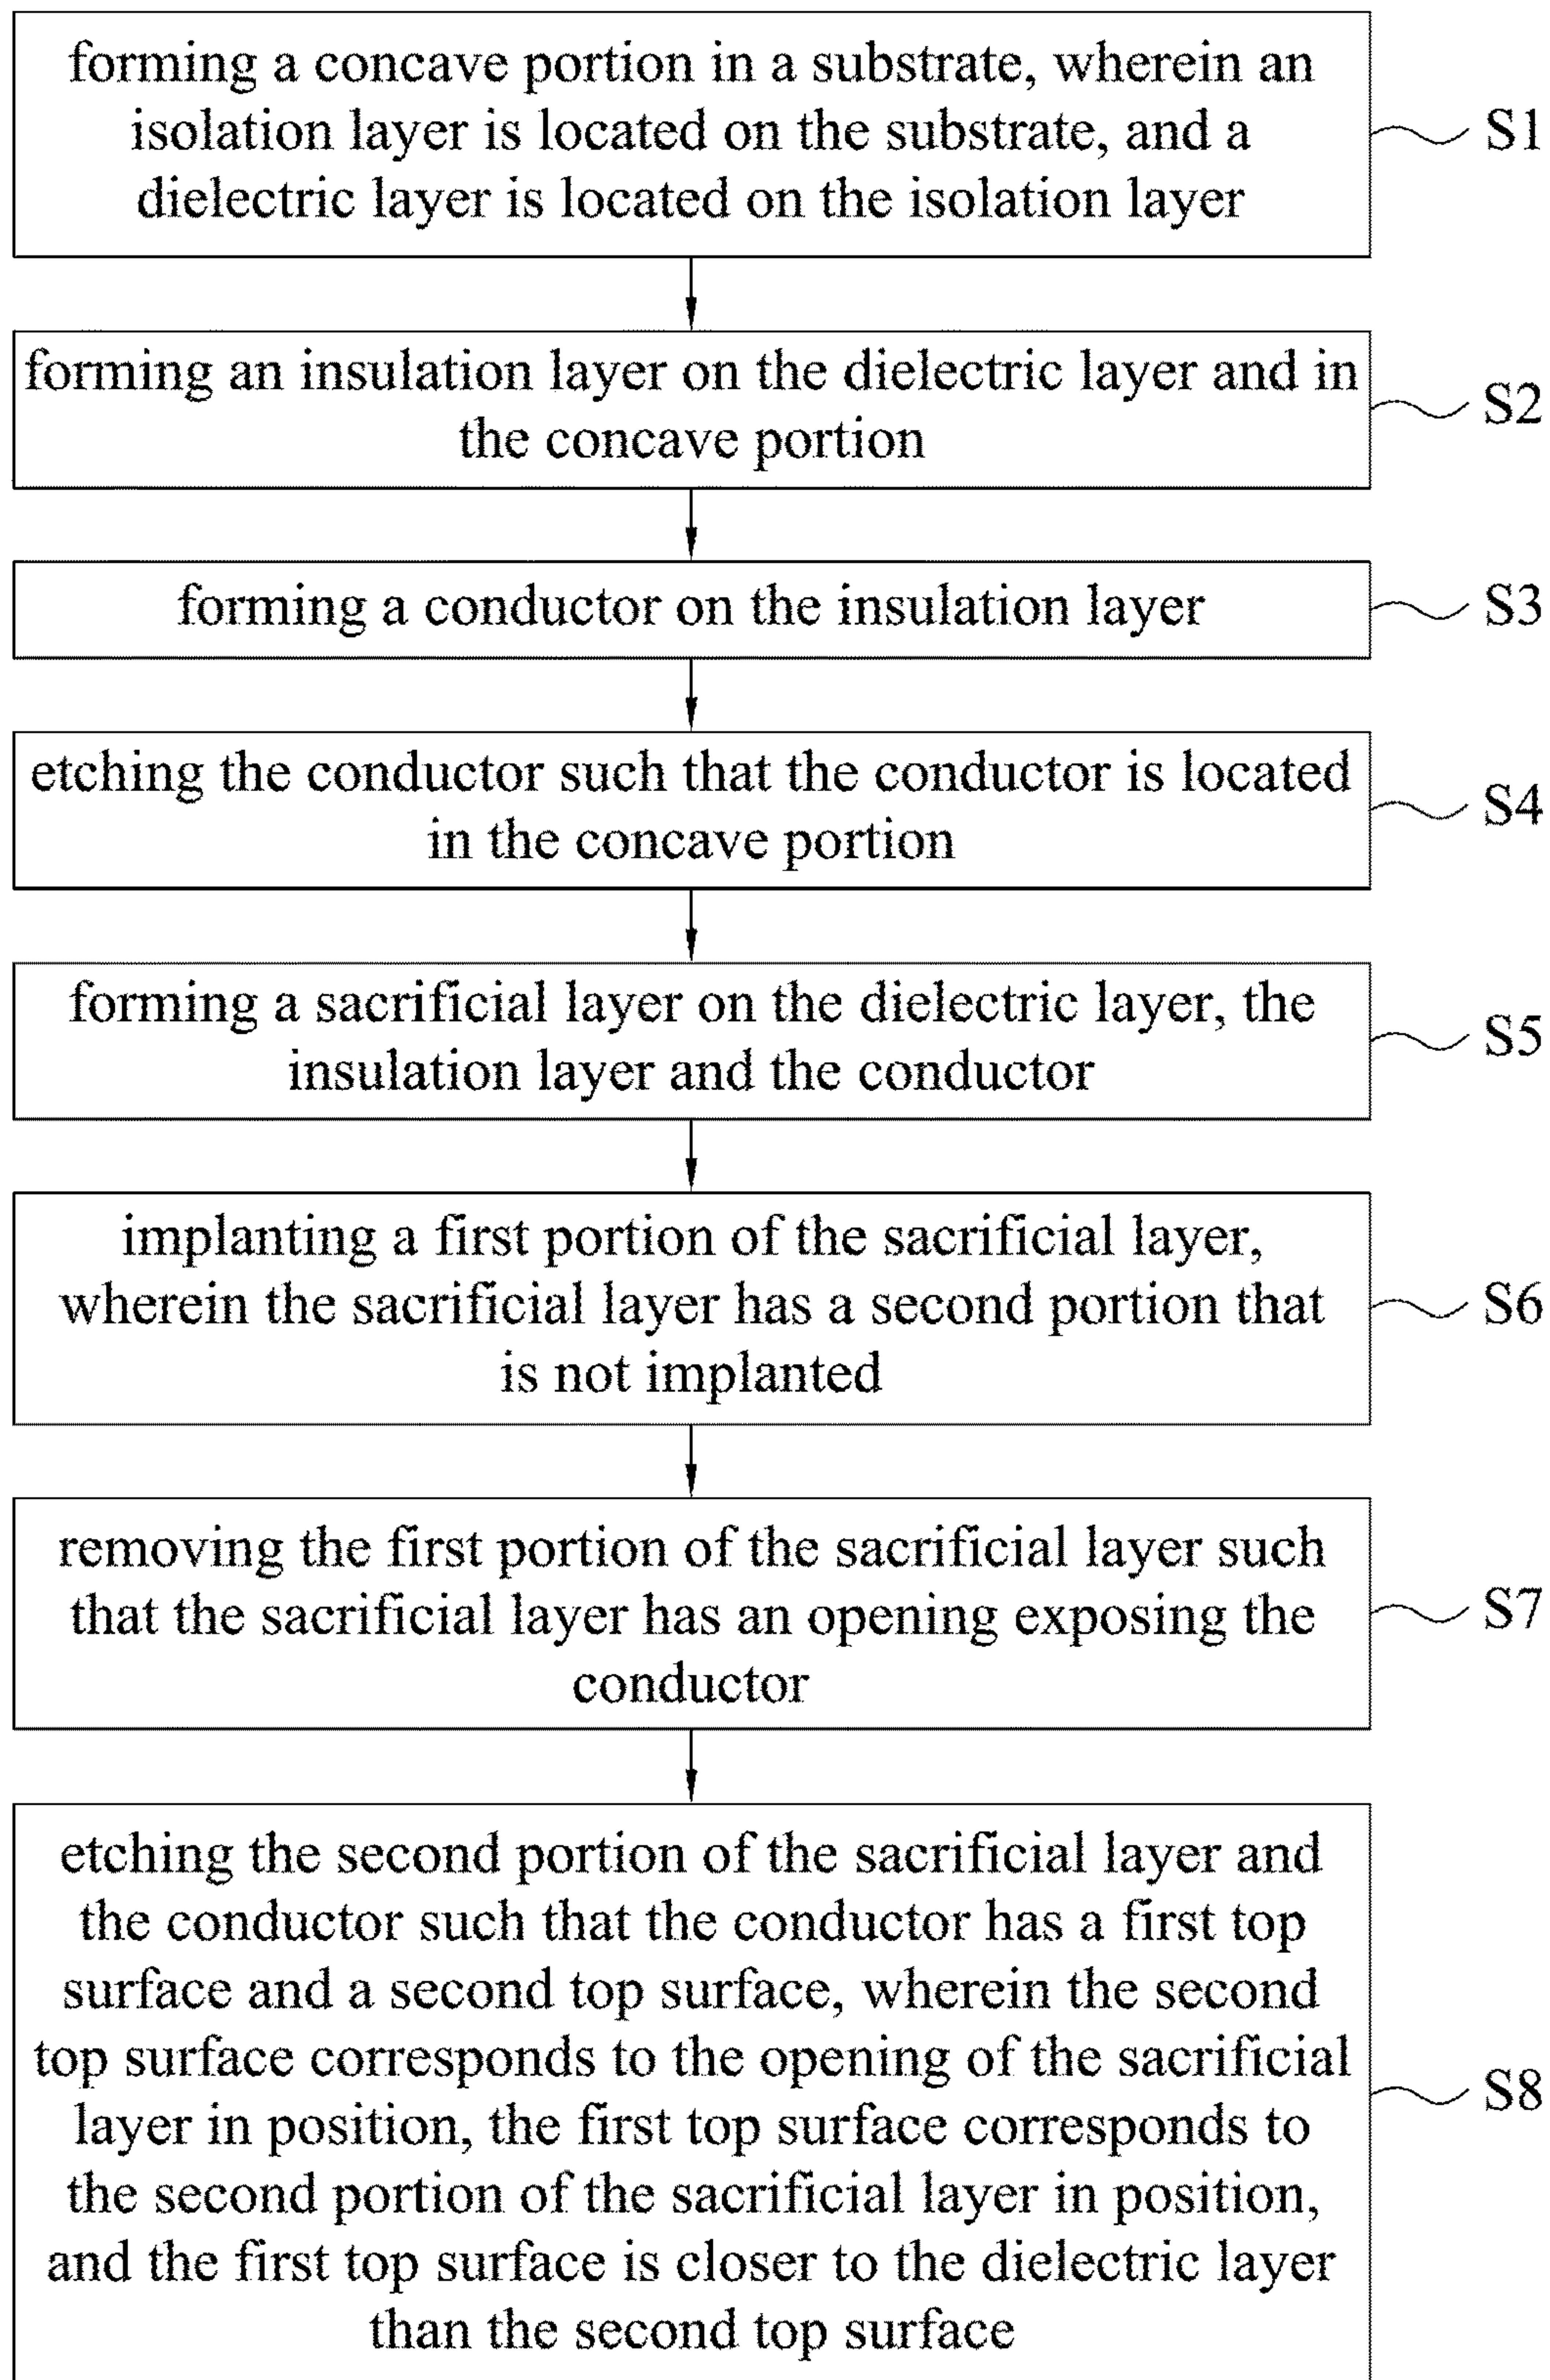 forming a concave portion in a substrate, wherein an
isolation layer is located on the substrate, and a
dielectric layer is located on the isolation layer
S1
forming an insulation layer on the dielectric layer and in
the concave portion
S2
forming a conductor on the insulation layer
S3
etching the conductor such that the conductor is located
in the concave portion
S4
forming a sacrificial layer on the dielectric layer, the
insulation layer and the conductor
S5
implanting a first portion of the sacrificial layer,
wherein the sacrificial layer has a second portion that
is not implanted
S6
removing the first portion of the sacrificial layer such
that the sacrificial layer has an opening exposing the
conductor
S7
etching the second portion of the sacrificial layer and
the conductor such that the conductor has a first top
surface and a second top surface, wherein the second
top surface corresponds to the opening of the sacrificial
layer in position, the first top surface corresponds to
the second portion of the sacrificial layer in position,
and the first top surface is closer to the dielectric layer
than the second top surface
S8